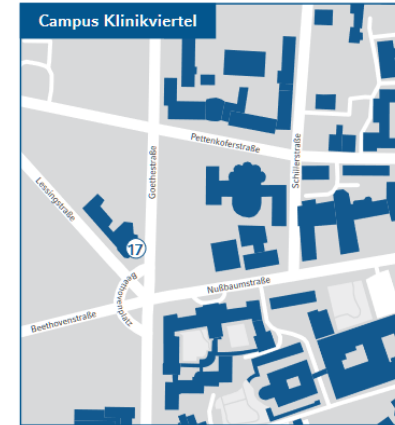 Campus Klinikviertel
Pettenkoferstraße
Goethestraße
Schillerstraße
Lessingstraße
17
Beethovenplatz
Nußbaumstraße
Beethovenstraße